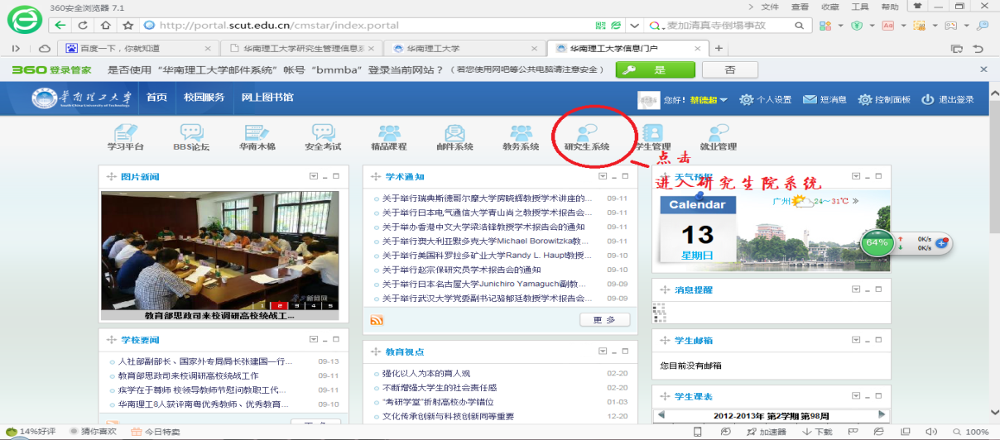 360安全浏览器 7.1
文件 查看 收藏 工具 帮助
http://portal.scut.edu.cn/cmstar/index.portal
麦加清真寺倒塌事故
百度一下，你就知道
华南理工大学研究生管理信息系
华南理工大学
华南理工大学信息门户
360登录管家 是否使用“华南理工大学邮件系统”帐号“bmmba”登录当前网站？（若您使用网吧等公共电脑请注意安全） 是 否
华南理工大学
South China University of Technology
首页 校园服务 网上图书馆
您好！蔡德超 个人设置 短消息 控制面板 退出登录
学习平台 BBS论坛 华南木棉 安全考试 精品课程 邮件系统 教务系统 研究生系统 学生管理 就业管理
点击
进入研究生院系统
图片新闻
教育部思政司来校调研高校统战工...
1 2 3 4 5
学校要闻
人社部副部长、国家外专局局长张建国一行... 09-13
教育部思政司来校调研高校统战工作 09-11
疾学在于尊师 校领导教师节慰问教职工代... 09-11
华南理工8人获评南粤优秀教师、优秀教育... 09-10
学术通知
关于举行瑞典斯德哥尔摩大学房晓辉教授学术讲座的... 09-11
关于举行日本电气通信大学青山尚之教授学术报告会... 09-11
关于举办香港中文大学梁浩锋教授学术报告会的通知 09-11
关于举行澳大利亚默多克大学Michael Borowitzka教... 09-11
关于举行美国科罗拉多矿业大学Randy L. Haupt教授... 09-10
关于举行赵宗保研究员学术报告会的通知 09-10
关于举行日本名古屋大学Junichiro Yamaguch副教... 09-09
关于举行武汉大学党委副书记骆郁廷教授学术报告会... 09-09
更 多
教育视点
强化以人为本的育人观 02-20
不断增强大学生的社会责任感 02-20
“考研学堂”折射高校办学错位 01-03
文化传承创新与科技创新同等重要 12-20
天气预报
Calendar
13
星期日
广州 24～31℃
64%
0K/s
0K/s
消息提醒
学生邮箱
您目前没有邮箱
学生课表
2012-2013年 第2学期 第98周
14%好评 猜你喜欢 今日特卖
加速器 下载 100%